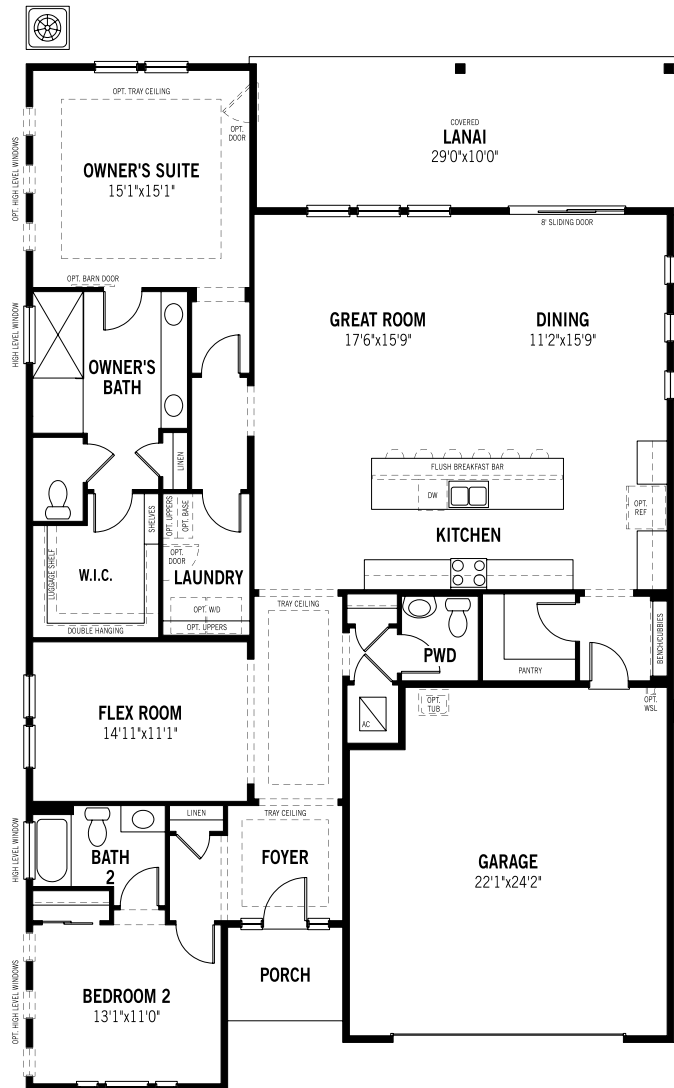 OPT. TRAY CEILING
OPT. DOOR
OPT. HIGH LEVEL WINDOWS
OWNER'S SUITE
15'1"x15'1"
COVERED
LANAI
29'0"x10'0"
8' SLIDING DOOR
OPT. BARN DOOR
HIGH LEVEL WINDOW
OWNER'S
BATH
GREAT ROOM
17'6"x15'9"
DINING
11'2"x15'9"
LINEN
FLUSH BREAKFAST BAR
DW
OPT.
REF
KITCHEN
SHELVES
OPT. UPPERS
OPT. BASE
OPT.
DOOR
LUGGAGE SHELF
W.I.C.
LAUNDRY
OPT. W/D
OPT. UPPERS
DOUBLE HANGING
TRAY CEILING
PWD
PANTRY
BENCH/CUBBIES
AC
OPT.
TUB
OPT.
WSL
FLEX ROOM
14'11"x11'1"
LINEN
TRAY CEILING
HIGH LEVEL WINDOW
BATH
2
FOYER
GARAGE
22'1"x24'2"
PORCH
OPT. HIGH LEVEL WINDOWS
BEDROOM 2
13'1"x11'0"